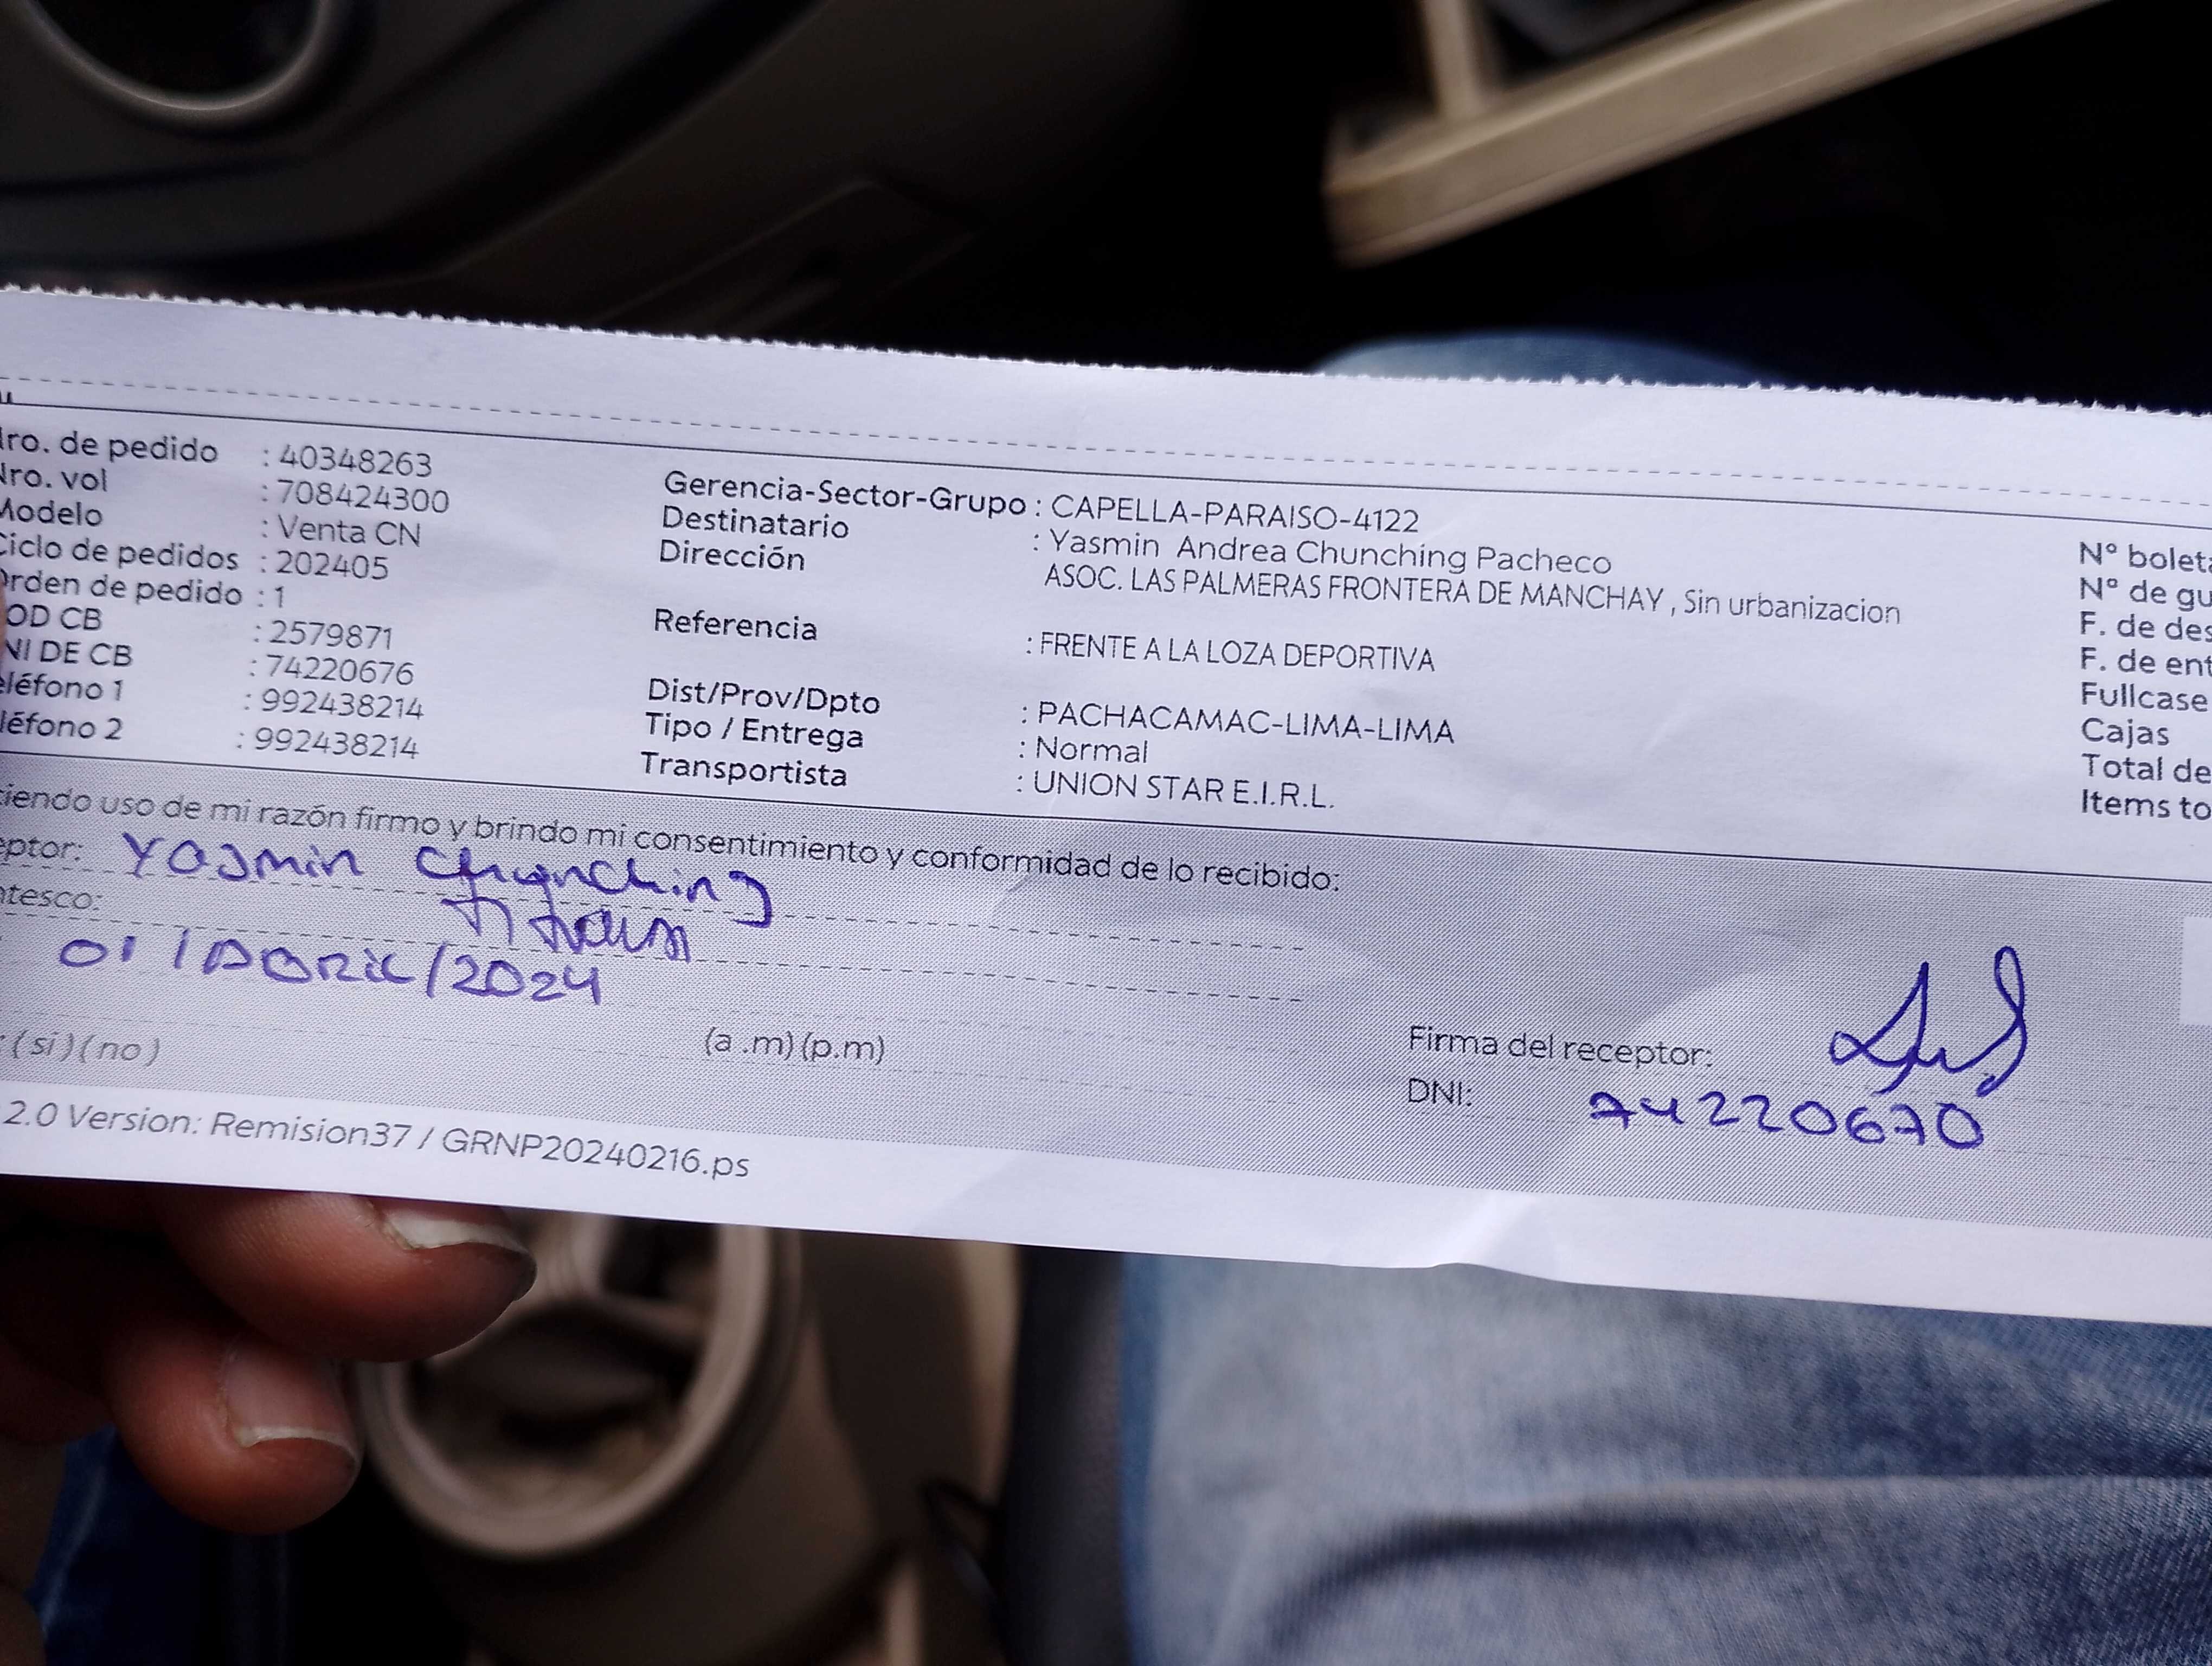 ro. de pedido : 40348263
Nro. vol : 708424300
Modelo : Venta CN
Ciclo de pedidos : 202405
Orden de pedido : 1
OD CB : 2579871
NI DE CB : 74220676
eléfono 1 : 992438214
léfono 2 : 992438214
Gerencia-Sector-Grupo : CAPELLA-PARAISO-4122
Destinatario : Yasmin Andrea Chunching Pacheco
Dirección ASOC. LAS PALMERAS FRONTERA DE MANCHAY , Sin urbanizacion
Referencia : FRENTE A LA LOZA DEPORTIVA
Dist/Prov/Dpto : PACHACAMAC-LIMA-LIMA
Tipo / Entrega : Normal
Transportista : UNION STAR E.I.R.L.
N° boleta
N° de gu
F. de des
F. de ent
Fullcase
Cajas
Total de
Items to
ciendo uso de mi razón firmo y brindo mi consentimiento y conformidad de lo recibido:
eptor: Yasmin Chunching
ntesco:
01 /ABRIL/2024
: (si) (no) (a .m) (p.m)
Firma del receptor:
DNI: 74220670
2.0 Version: Remision37 / GRNP20240216.ps